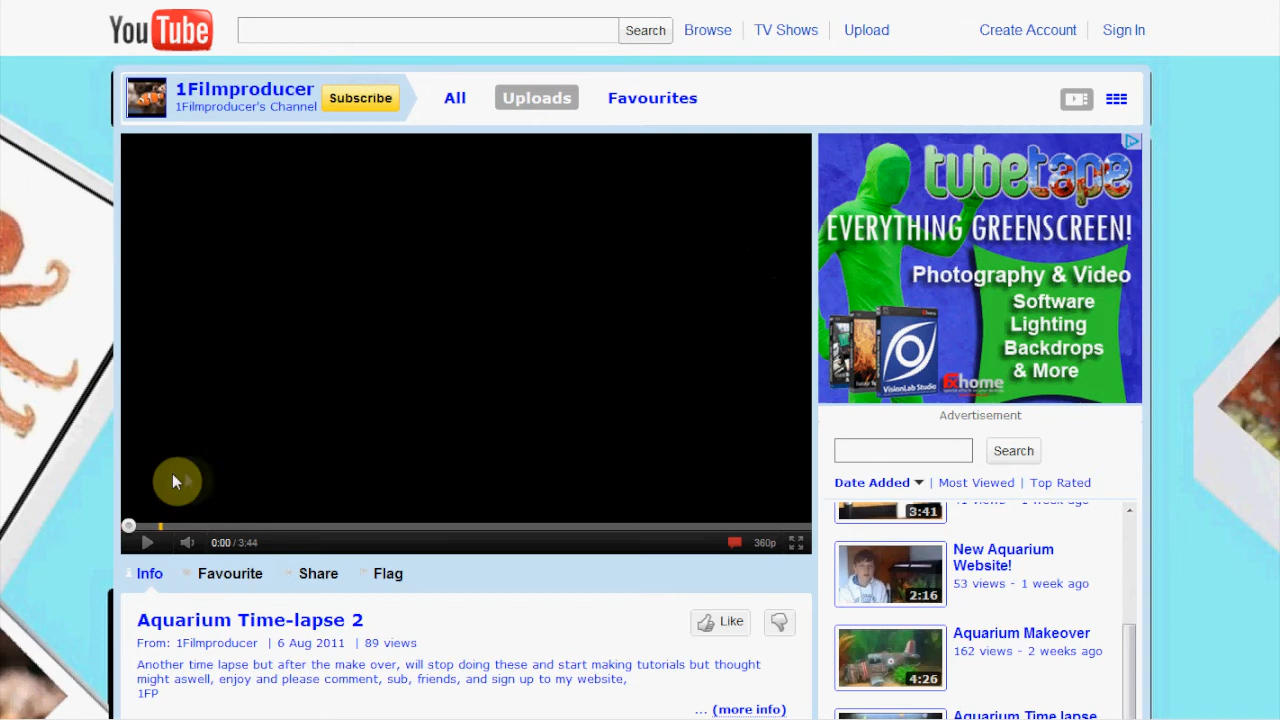 YouTube
Search
Browse
TV Shows
Upload
Create Account
Sign In
1Filmproducer
1Filmproducer's Channel
Subscribe
All
Uploads
Favourites
tubetape
EVERYTHING GREENSCREEN!
Photography & Video
Software
Lighting
Backdrops
& More
VisionLab Studio
fxhome
Advertisement
Search
Date Added | Most Viewed | Top Rated
3:41
New Aquarium
Website!
53 views - 1 week ago
2:16
Aquarium Makeover
162 views - 2 weeks ago
4:26
Aquarium Time lapse
0:00 / 3:44
360p
Info
Favourite
Share
Flag
Aquarium Time-lapse 2
Like
From: 1Filmproducer | 6 Aug 2011 | 89 views
Another time lapse but after the make over, will stop doing these and start making tutorials but thought
might aswell, enjoy and please comment, sub, friends, and sign up to my website,
1FP
... (more info)